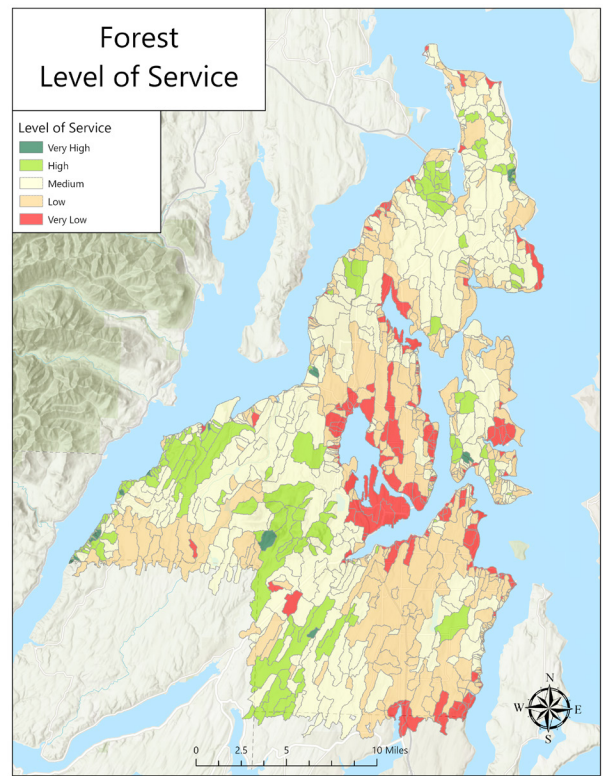 Forest
Level of Service
Level of Service
Very High
High
Medium
Low
Very Low
N
W
E
S
0 2.5 5 10 Miles